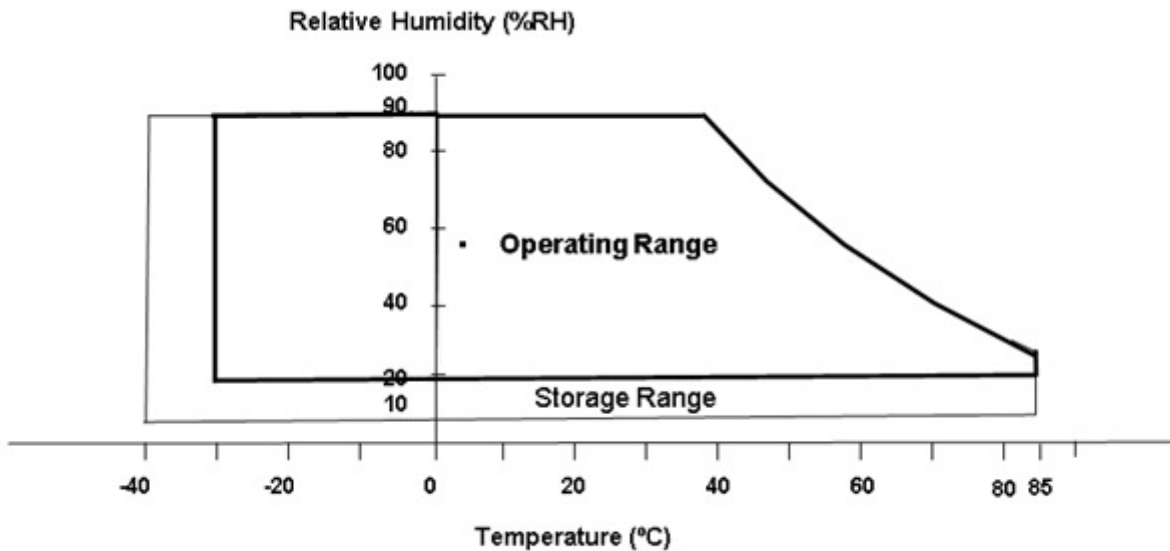 Relative Humidity (%RH)
100
90
80
60
Operating Range
40
20
Storage Range
10
-40 -20 0 20 40 60 80 85
Temperature (ºC)